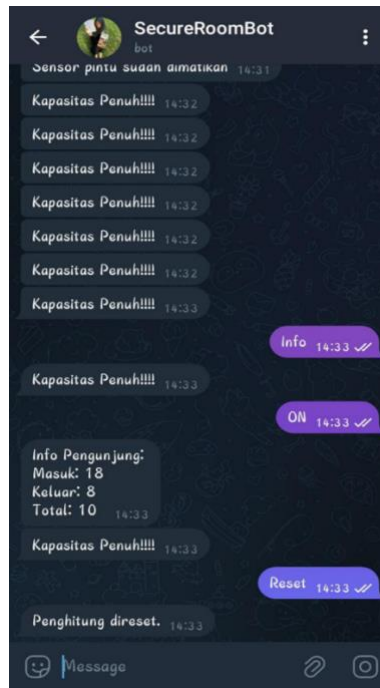 SecureRoomBot
bot
Sensor pintu sudah dimatikan 14:31
Kapasitas Penuh!!!! 14:32
Kapasitas Penuh!!!! 14:32
Kapasitas Penuh!!!! 14:32
Kapasitas Penuh!!!! 14:32
Kapasitas Penuh!!!! 14:32
Kapasitas Penuh!!!! 14:32
Kapasitas Penuh!!!! 14:33
Info 14:33
Kapasitas Penuh!!!! 14:33
ON 14:33
Info Pengunjung:
Masuk: 18
Keluar: 8
Total: 10 14:33
Kapasitas Penuh!!!! 14:33
Reset 14:33
Penghitung direset. 14:33
Message